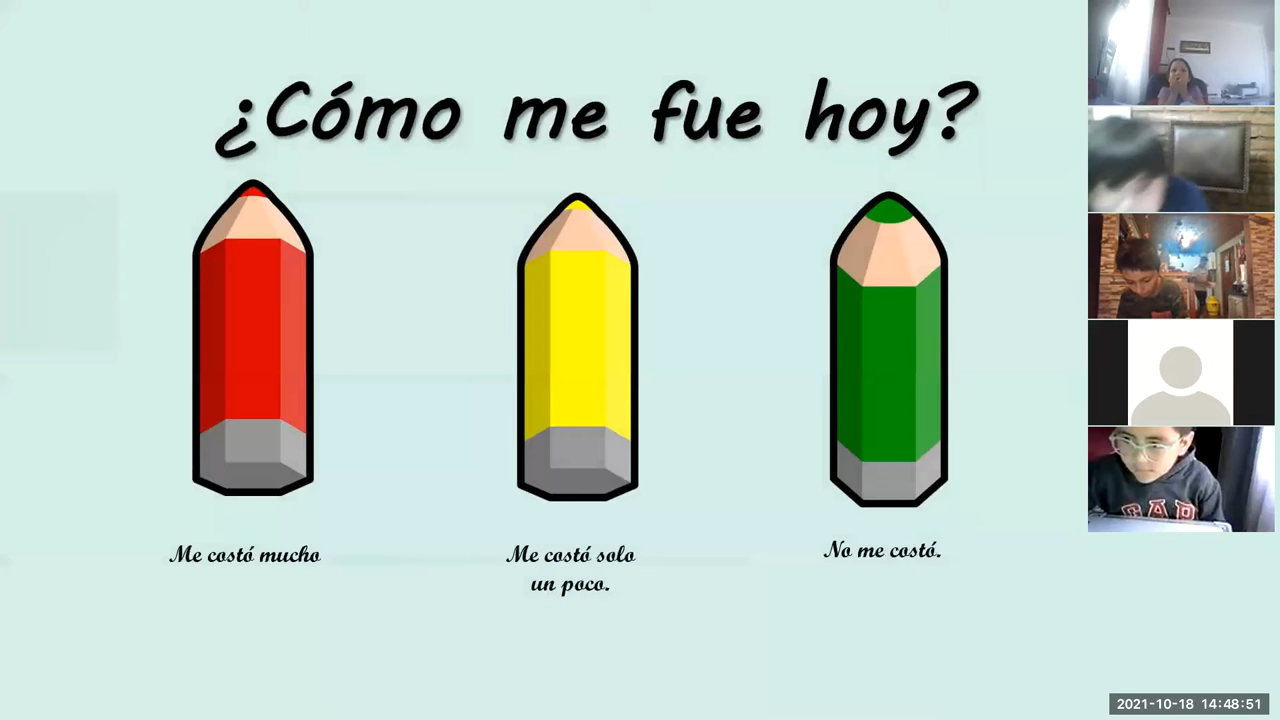 ¿Cómo me fue hoy?
Me costó mucho
Me costó solo
un poco.
No me costó.
GAP
2021-10-18 14:48:51